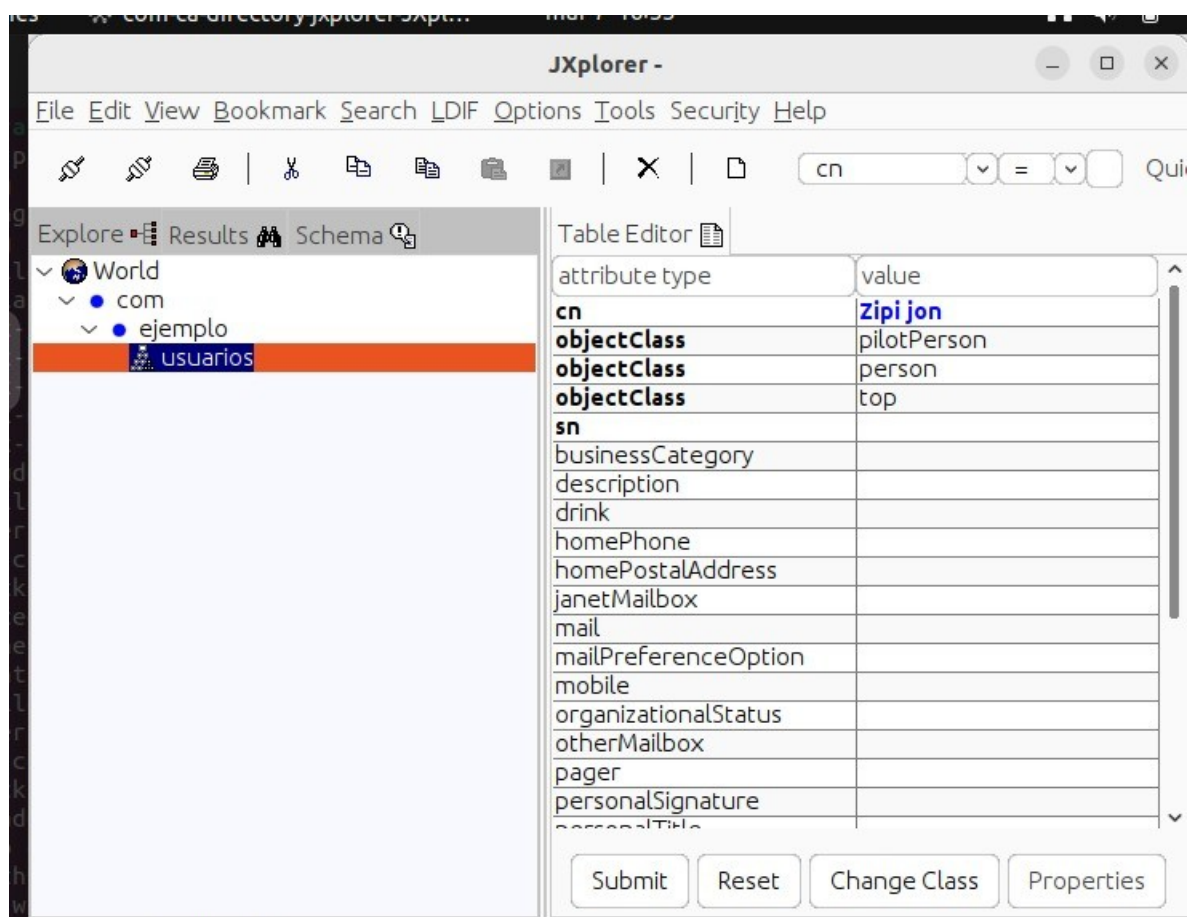 JXplorer -
File Edit View Bookmark Search LDIF Options Tools Security Help
cn = Qui
Explore Results Schema
World
com
ejemplo
usuarios
Table Editor
attribute type value
cn Zipi jon
objectClass pilotPerson
objectClass person
objectClass top
sn
businessCategory
description
drink
homePhone
homePostalAddress
janetMailbox
mail
mailPreferenceOption
mobile
organizationalStatus
otherMailbox
pager
personalSignature
personalTitle
Submit Reset Change Class Properties